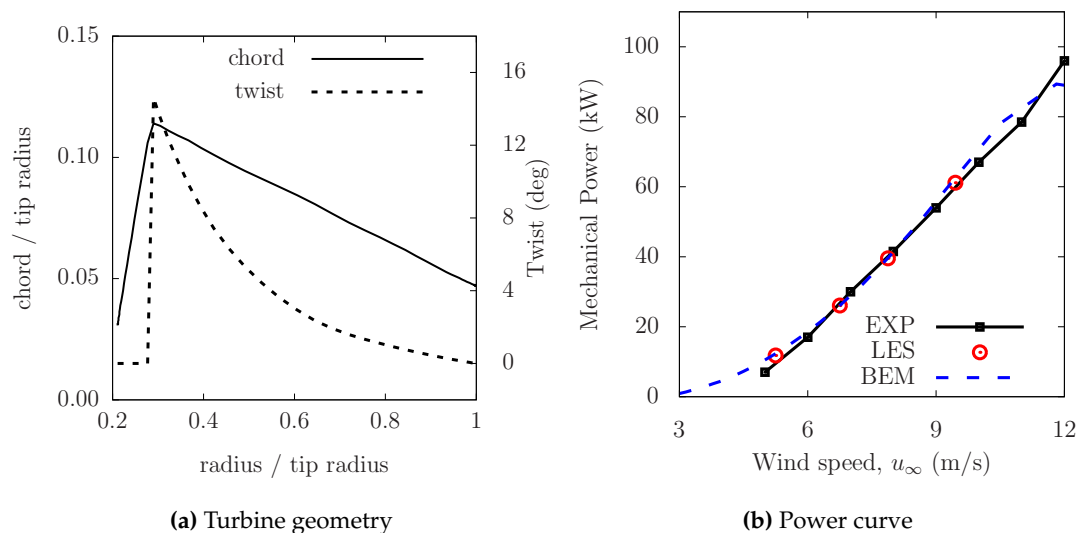 0.15
0.10
0.05
0.00
chord / tip radius
chord
twist
16
12
8
4
0
Twist (deg)
0.2 0.4 0.6 0.8 1
radius / tip radius
(a) Turbine geometry
100
80
60
40
20
0
Mechanical Power (kW)
EXP
LES
BEM
3 6 9 12
Wind speed, u∞ (m/s)
(b) Power curve